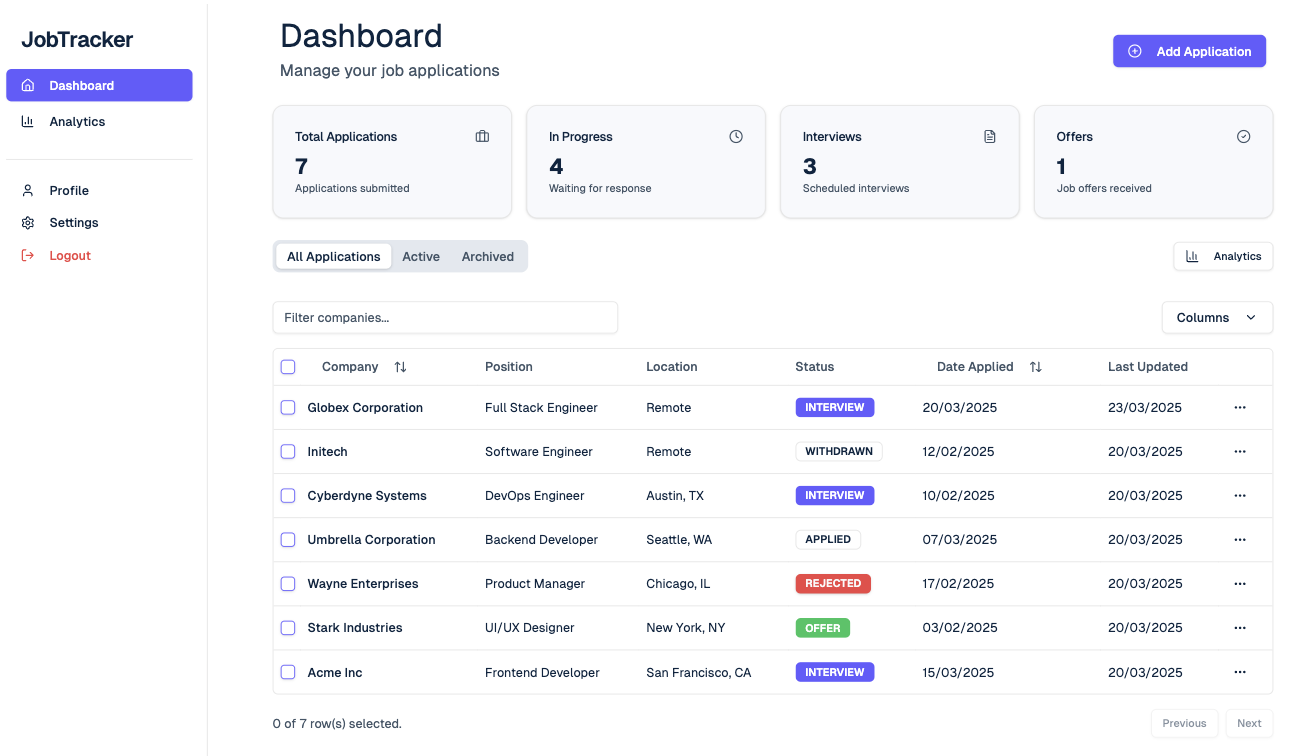 JobTracker
Dashboard
Analytics
Profile
Settings
Logout
Dashboard
Manage your job applications
Add Application
Total Applications
7
Applications submitted
In Progress
4
Waiting for response
Interviews
3
Scheduled interviews
Offers
1
Job offers received
All Applications Active Archived
Analytics
Filter companies...
Columns
Company Position Location Status Date Applied Last Updated
Globex Corporation Full Stack Engineer Remote INTERVIEW 20/03/2025 23/03/2025
Initech Software Engineer Remote WITHDRAWN 12/02/2025 20/03/2025
Cyberdyne Systems DevOps Engineer Austin, TX INTERVIEW 10/02/2025 20/03/2025
Umbrella Corporation Backend Developer Seattle, WA APPLIED 07/03/2025 20/03/2025
Wayne Enterprises Product Manager Chicago, IL REJECTED 17/02/2025 20/03/2025
Stark Industries UI/UX Designer New York, NY OFFER 03/02/2025 20/03/2025
Acme Inc Frontend Developer San Francisco, CA INTERVIEW 15/03/2025 20/03/2025
0 of 7 row(s) selected.
Previous Next